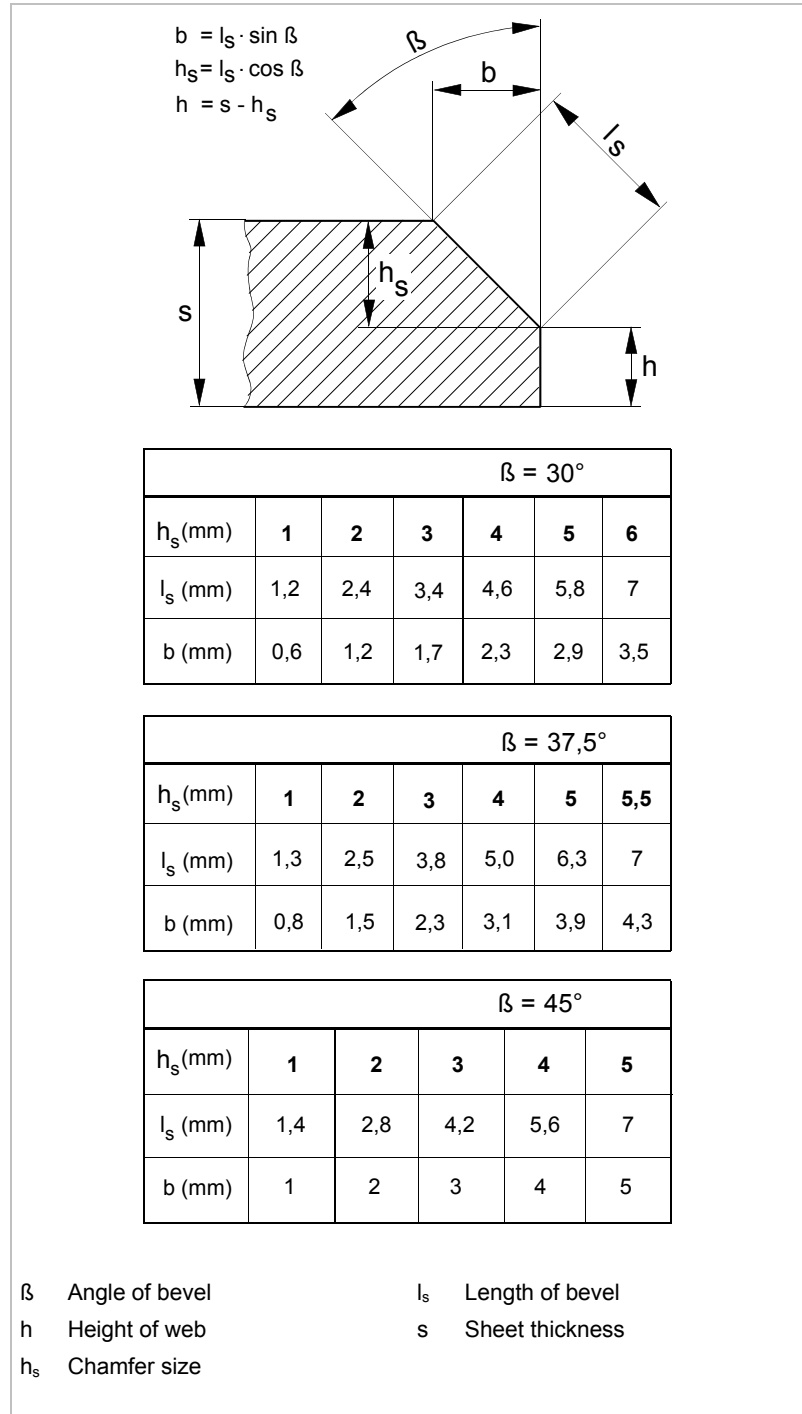 b = lS · sin ß
hS= lS · cos ß
h = s - hS
ß
b
lS
hS
s
h
ß = 30°
hs(mm) 1 2 3 4 5 6
ls (mm) 1,2 2,4 3,4 4,6 5,8 7
b (mm) 0,6 1,2 1,7 2,3 2,9 3,5
ß = 37,5°
hs(mm) 1 2 3 4 5 5,5
ls (mm) 1,3 2,5 3,8 5,0 6,3 7
b (mm) 0,8 1,5 2,3 3,1 3,9 4,3
ß = 45°
hs(mm) 1 2 3 4 5
ls (mm) 1,4 2,8 4,2 5,6 7
b (mm) 1 2 3 4 5
ß Angle of bevel ls Length of bevel
h Height of web s Sheet thickness
hs Chamfer size